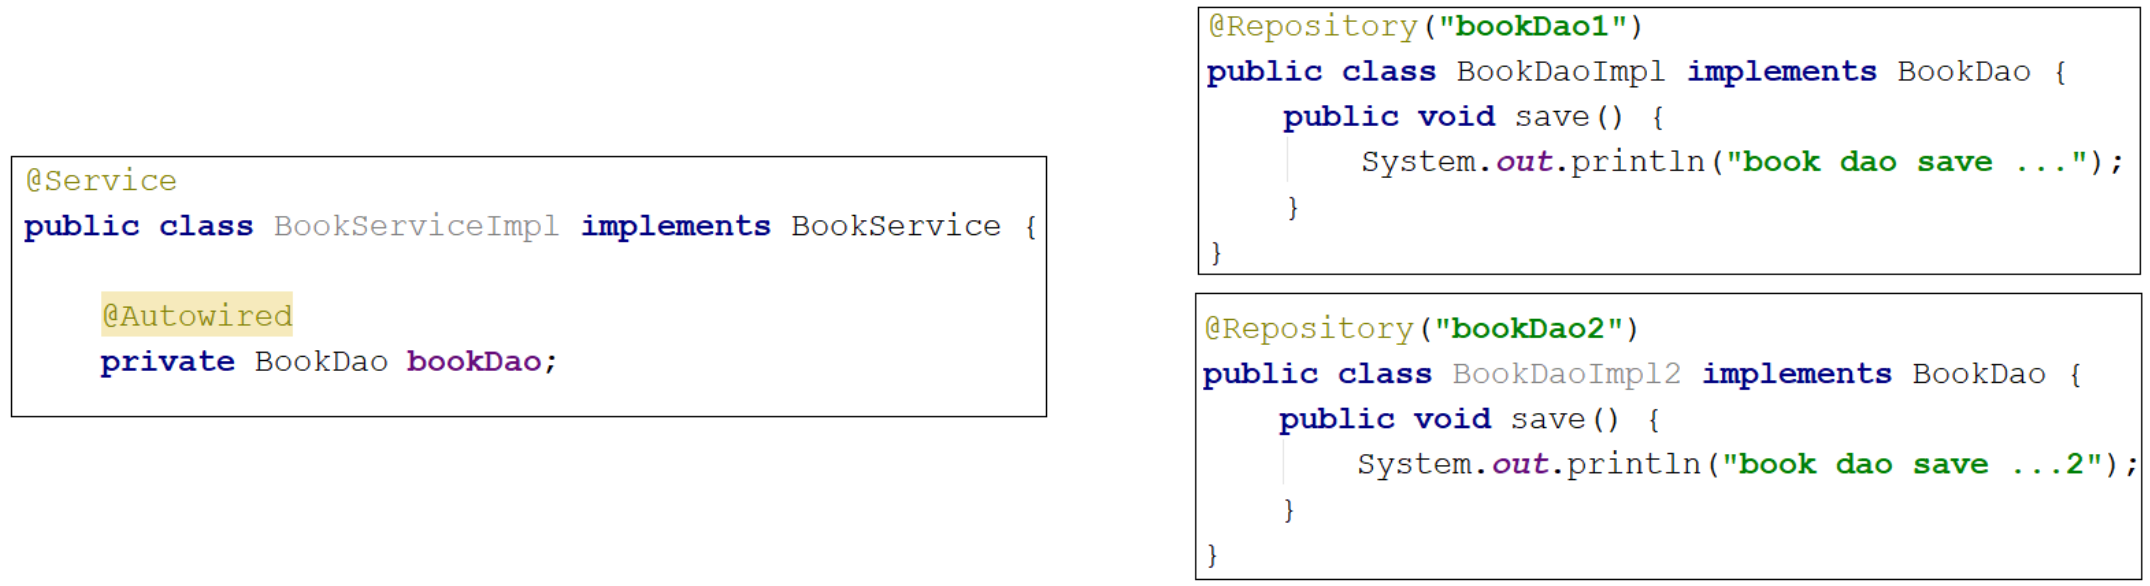 @Service
public class BookServiceImpl implements BookService {
@Autowired
private BookDao bookDao;
@Repository("bookDao1")
public class BookDaoImpl implements BookDao {
public void save() {
System.out.println("book dao save ...");
}
}
@Repository("bookDao2")
public class BookDaoImpl2 implements BookDao {
public void save() {
System.out.println("book dao save ...2");
}
}